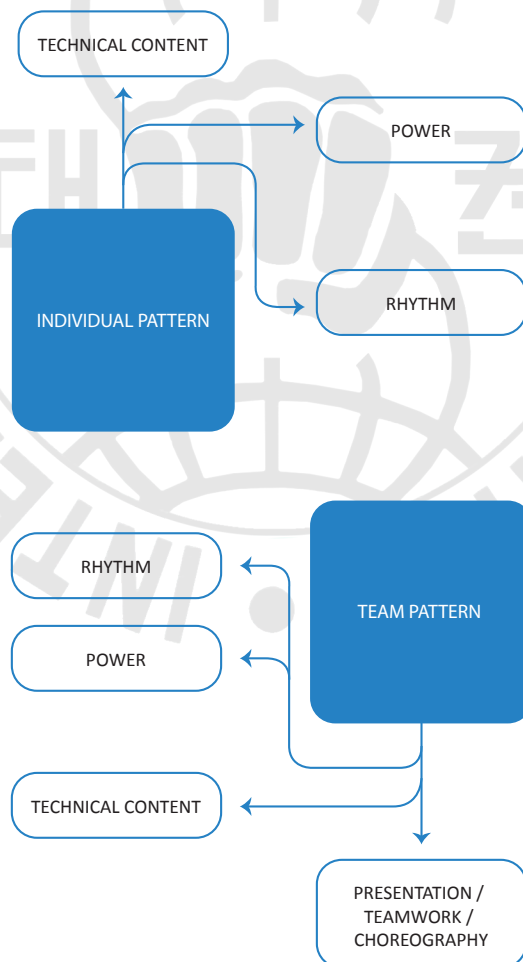 TECHNICAL CONTENT
POWER
INDIVIDUAL PATTERN
RHYTHM
RHYTHM
TEAM PATTERN
POWER
TECHNICAL CONTENT
PRESENTATION /
TEAMWORK /
CHOREOGRAPHY